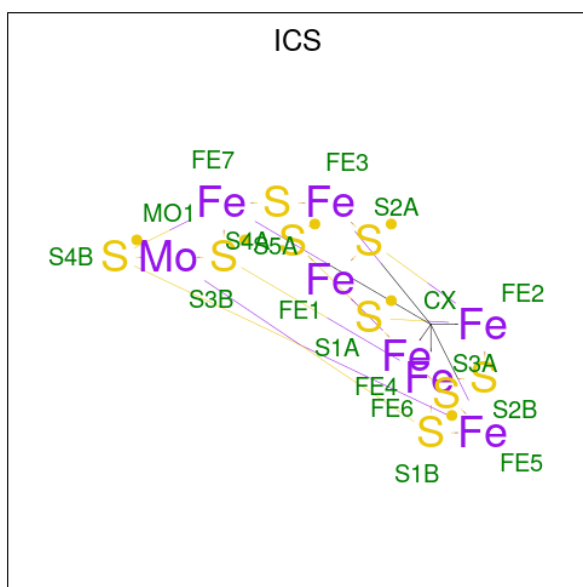 ICS
FE7
FE3
Fe S Fe
S2A
MO1
S4B
S Mo S
S4A
S
S5A
S
Fe
S3B
FE1
CX
FE2
S
Fe
S1A
Fe
S3A
FE4
Fe
S
FE6
S
S2B
S
Fe
S1B
FE5